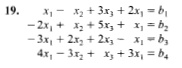 19. x₁ - x₂ + 3x₃ + 2x₄ = b₁
- 2x₁ + x₂ + 5x₃ + x₄ = b₂
- 3x₁ + 2x₂ + 2x₃ - x₄ = b₃
4x₁ - 3x₂ + x₃ + 3x₄ = b₄